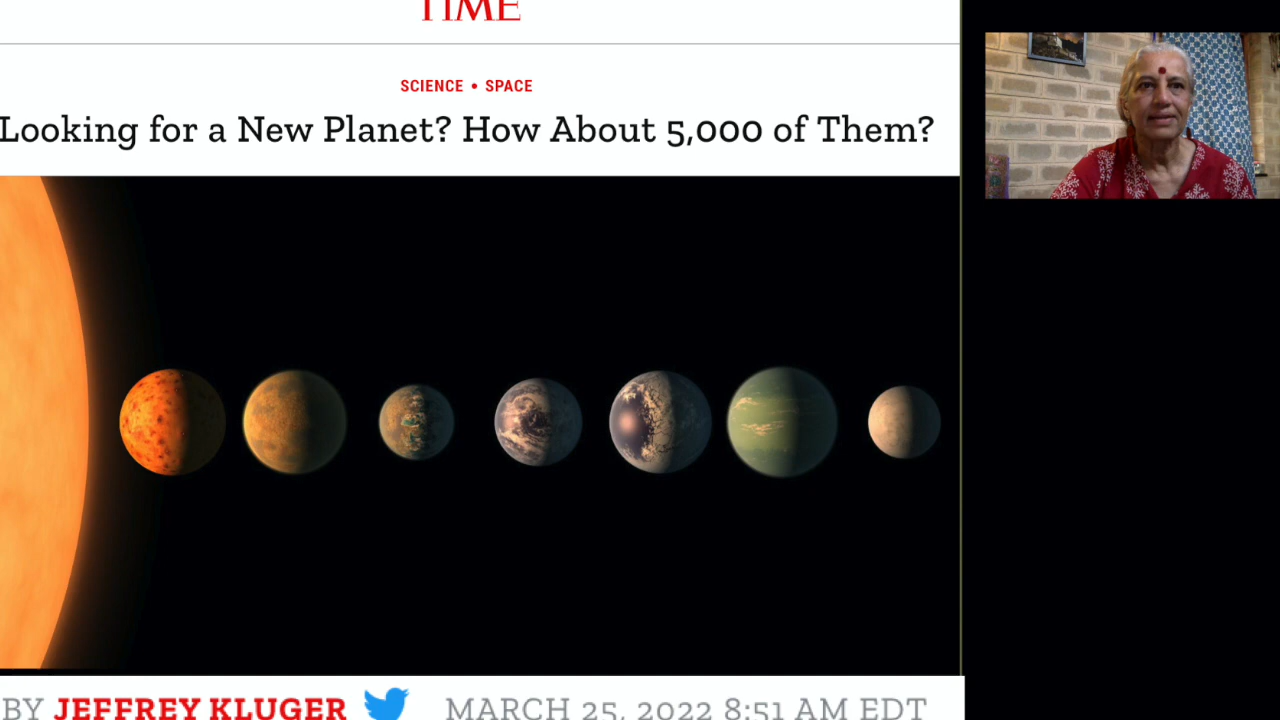 TIME
SCIENCE • SPACE
Looking for a New Planet? How About 5,000 of Them?
BY JEFFREY KLUGER MARCH 25, 2022 8:51 AM EDT